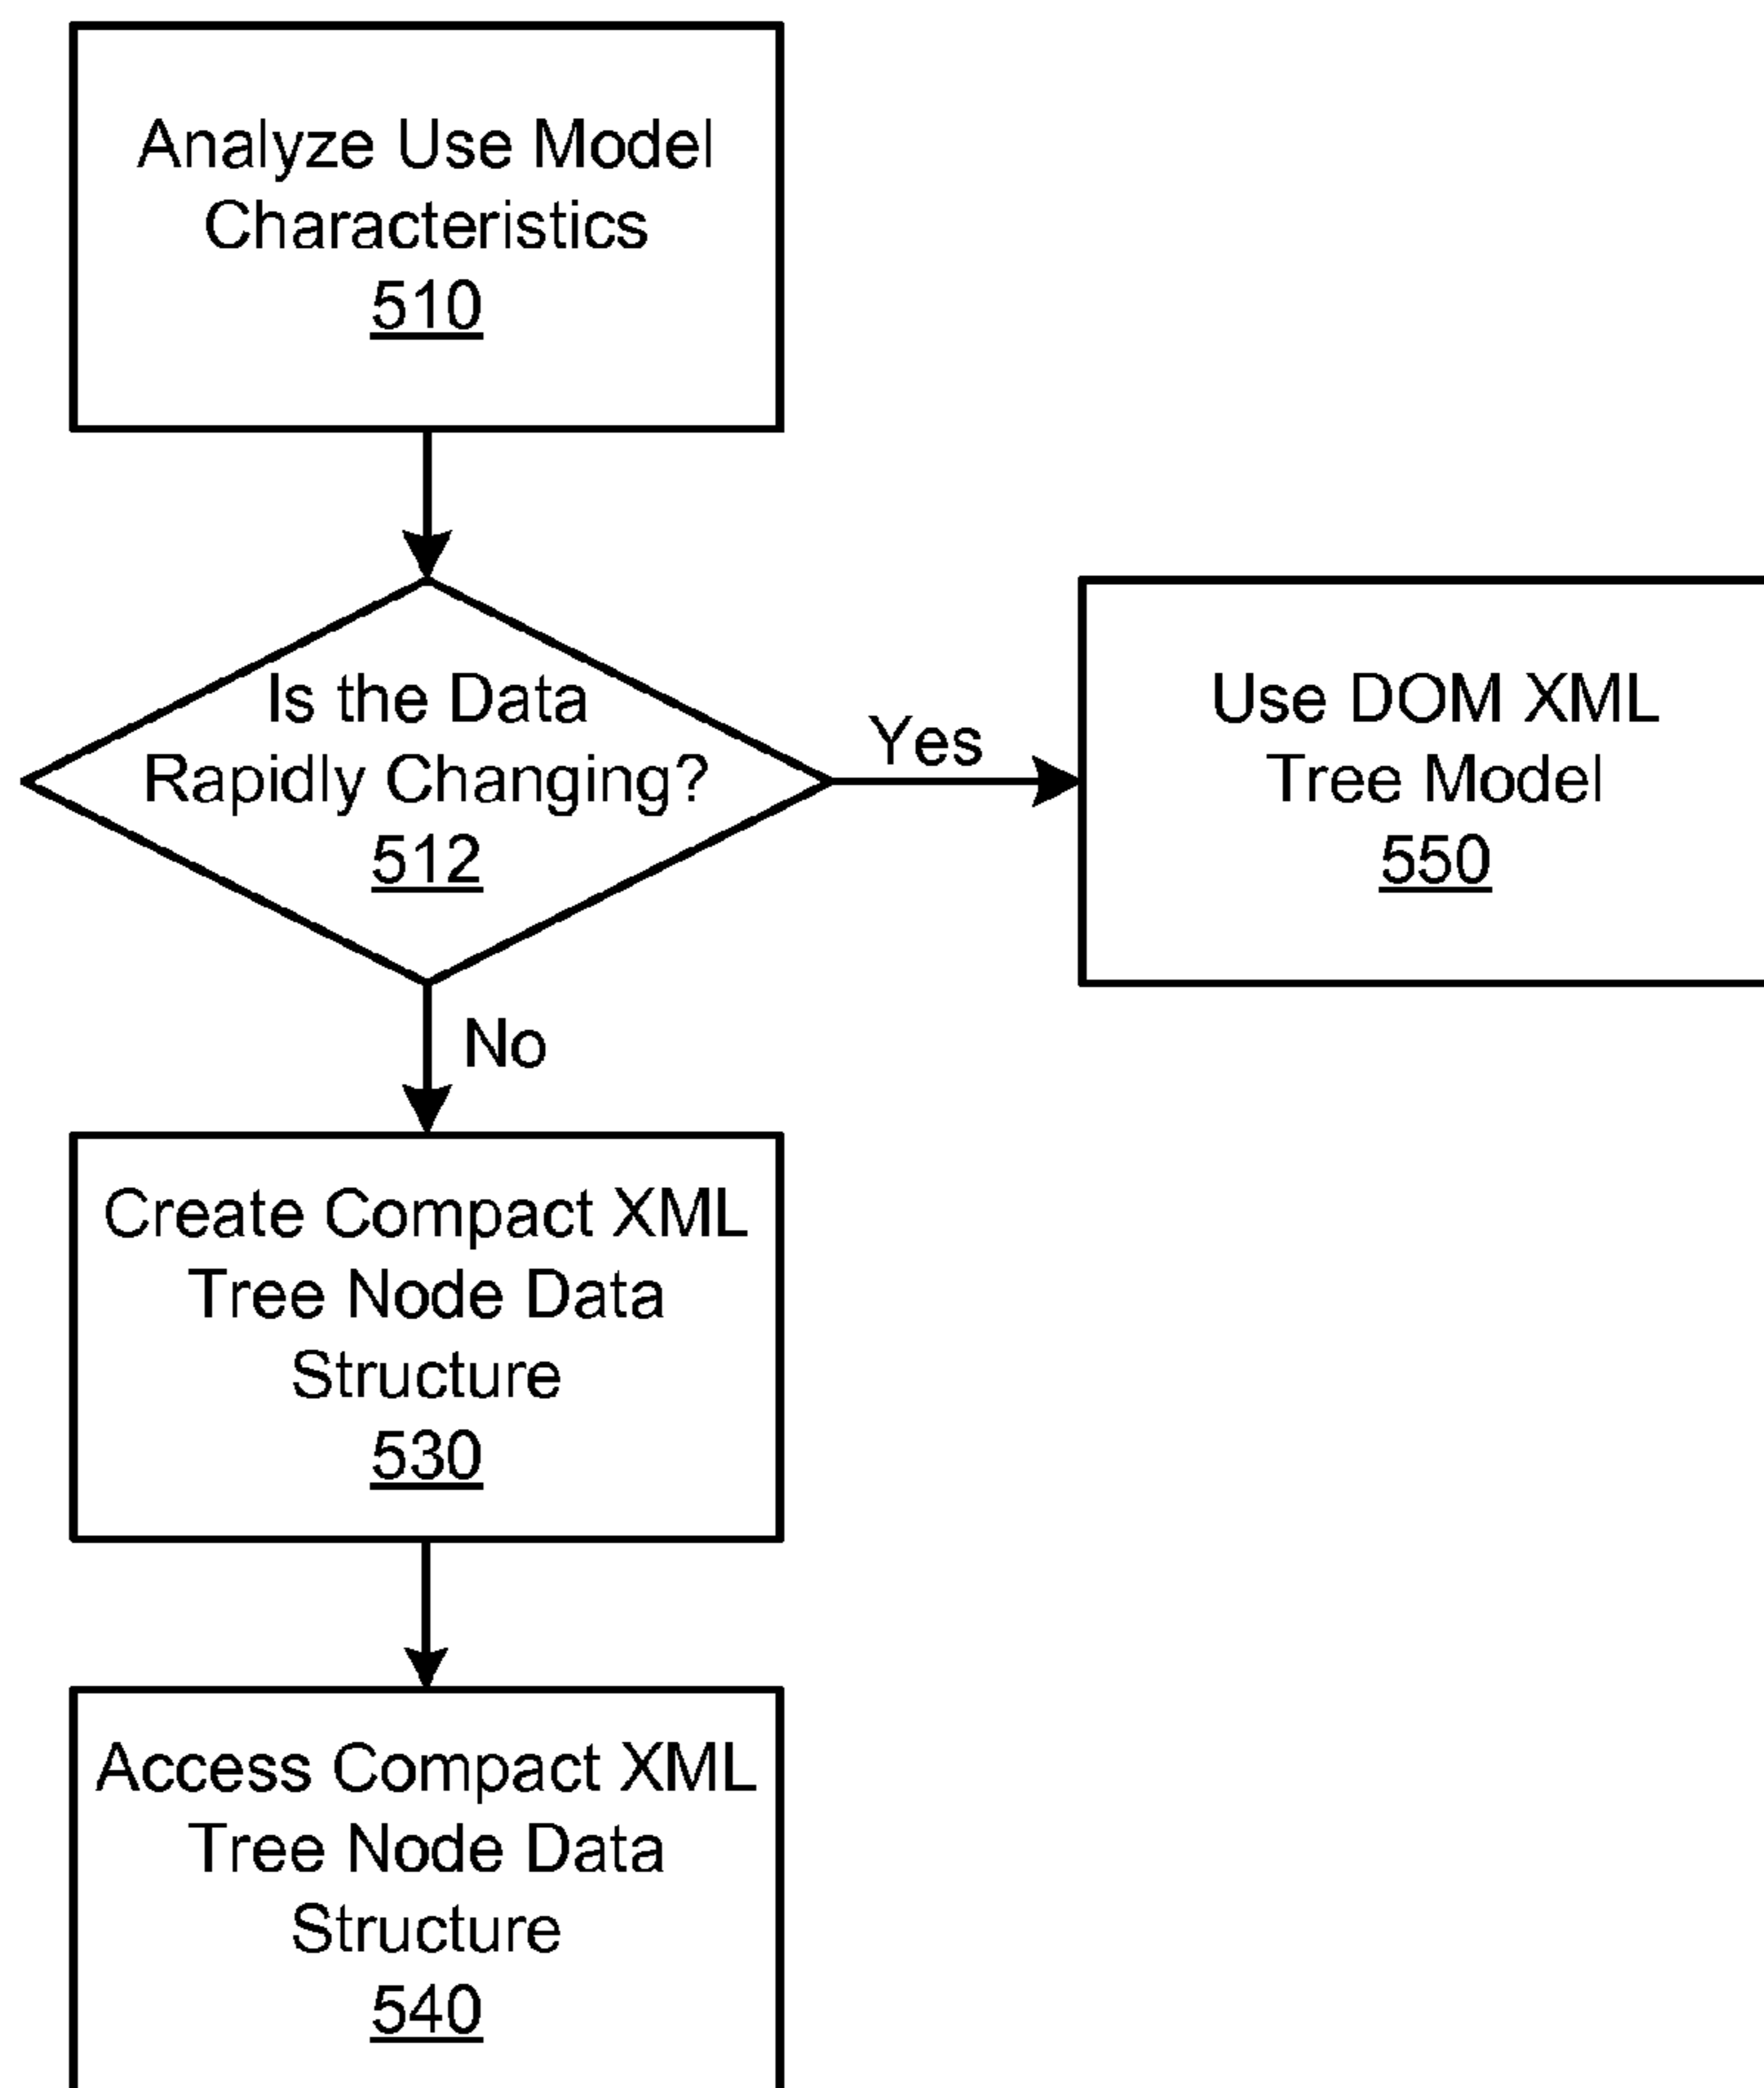 Analyze Use Model
Characteristics
510
Is the Data
Rapidly Changing?
512
Yes
Use DOM XML
Tree Model
550
No
Create Compact XML
Tree Node Data
Structure
530
Access Compact XML
Tree Node Data
Structure
540